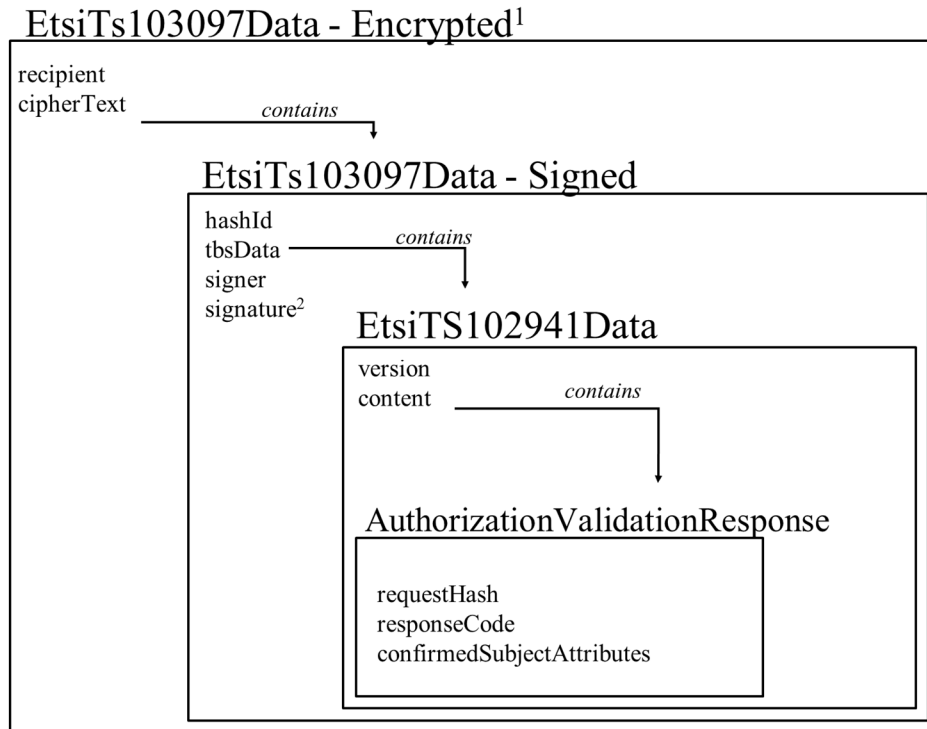 EtsiTs103097Data - Encrypted¹
recipient
cipherText
contains
EtsiTs103097Data - Signed
hashId
tbsData
contains
signer
signature²
EtsiTS102941Data
version
content
contains
AuthorizationValidationResponse
requestHash
responseCode
confirmedSubjectAttributes